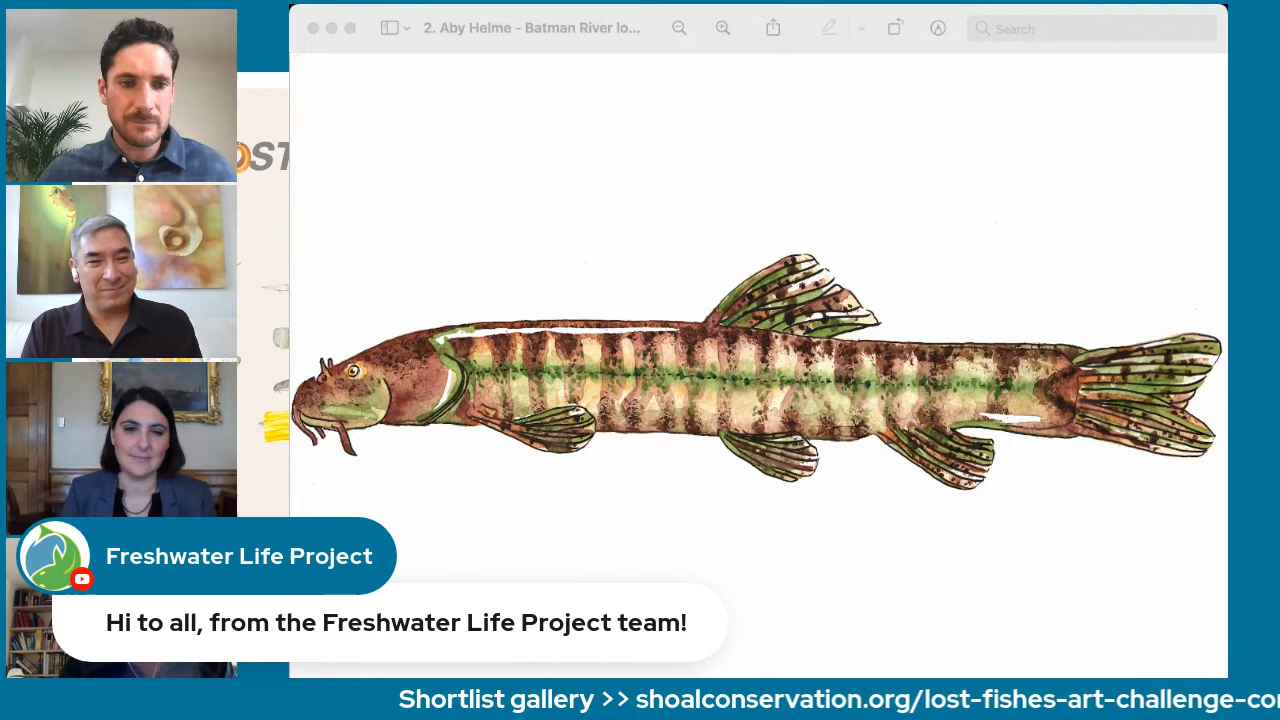 2. Aby Helme - Batman River lo...
Search
OST
Freshwater Life Project
Hi to all, from the Freshwater Life Project team!
Shortlist gallery >> shoalconservation.org/lost-fishes-art-challenge-co